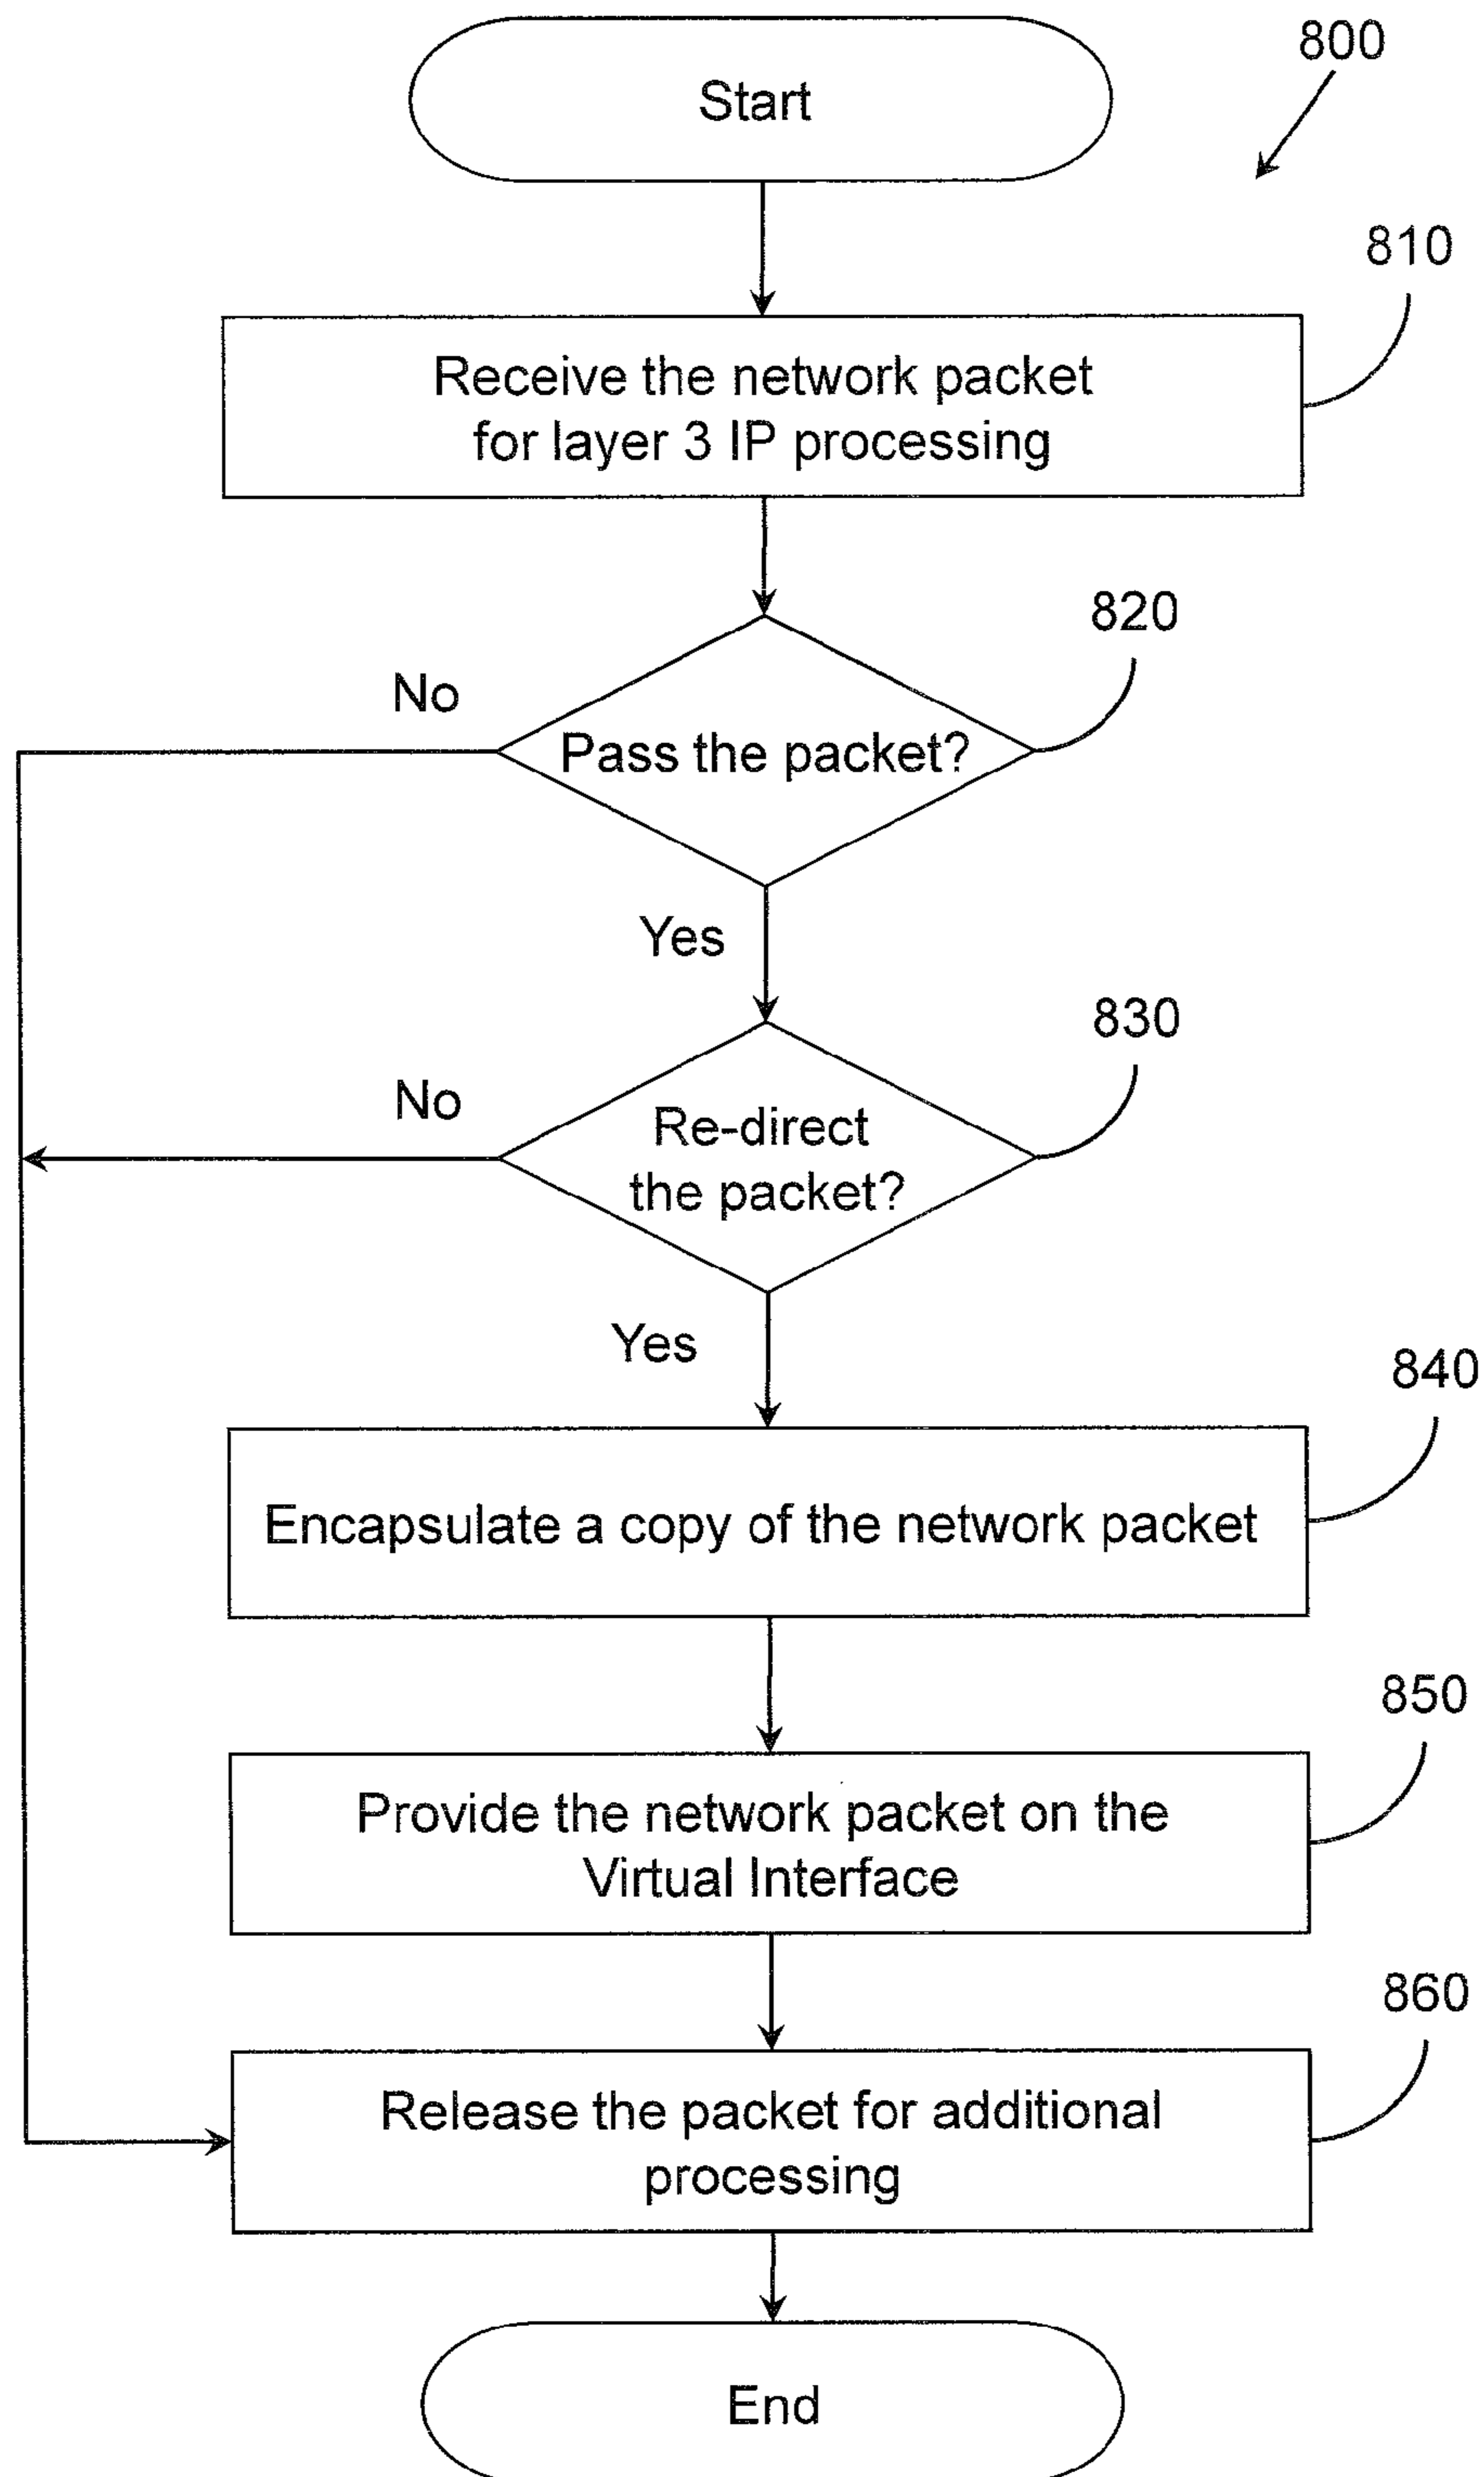 Start
800
810
Receive the network packet
for layer 3 IP processing
820
No
Pass the packet?
Yes
830
No
Re-direct
the packet?
Yes
840
Encapsulate a copy of the network packet
850
Provide the network packet on the
Virtual Interface
860
Release the packet for additional
processing
End